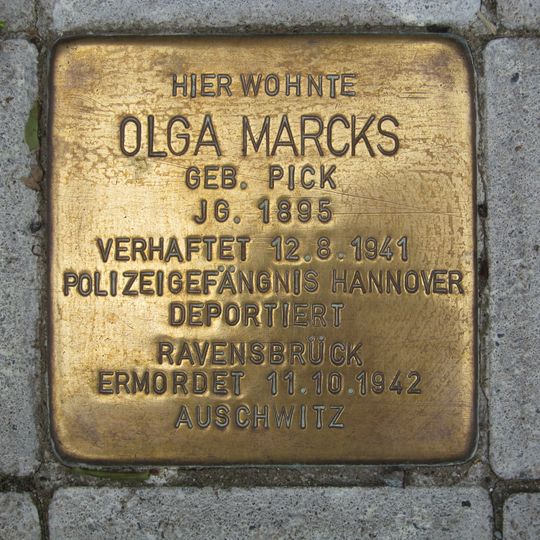 HIER WOHNTE
OLGA MARCKS
GEB. PICK
JG. 1895
VERHAFTET 12.8.1941
POLIZEIGEFÄNGNIS HANNOVER
DEPORTIERT
RAVENSBRÜCK
ERMORDET 11.10.1942
AUSCHWITZ